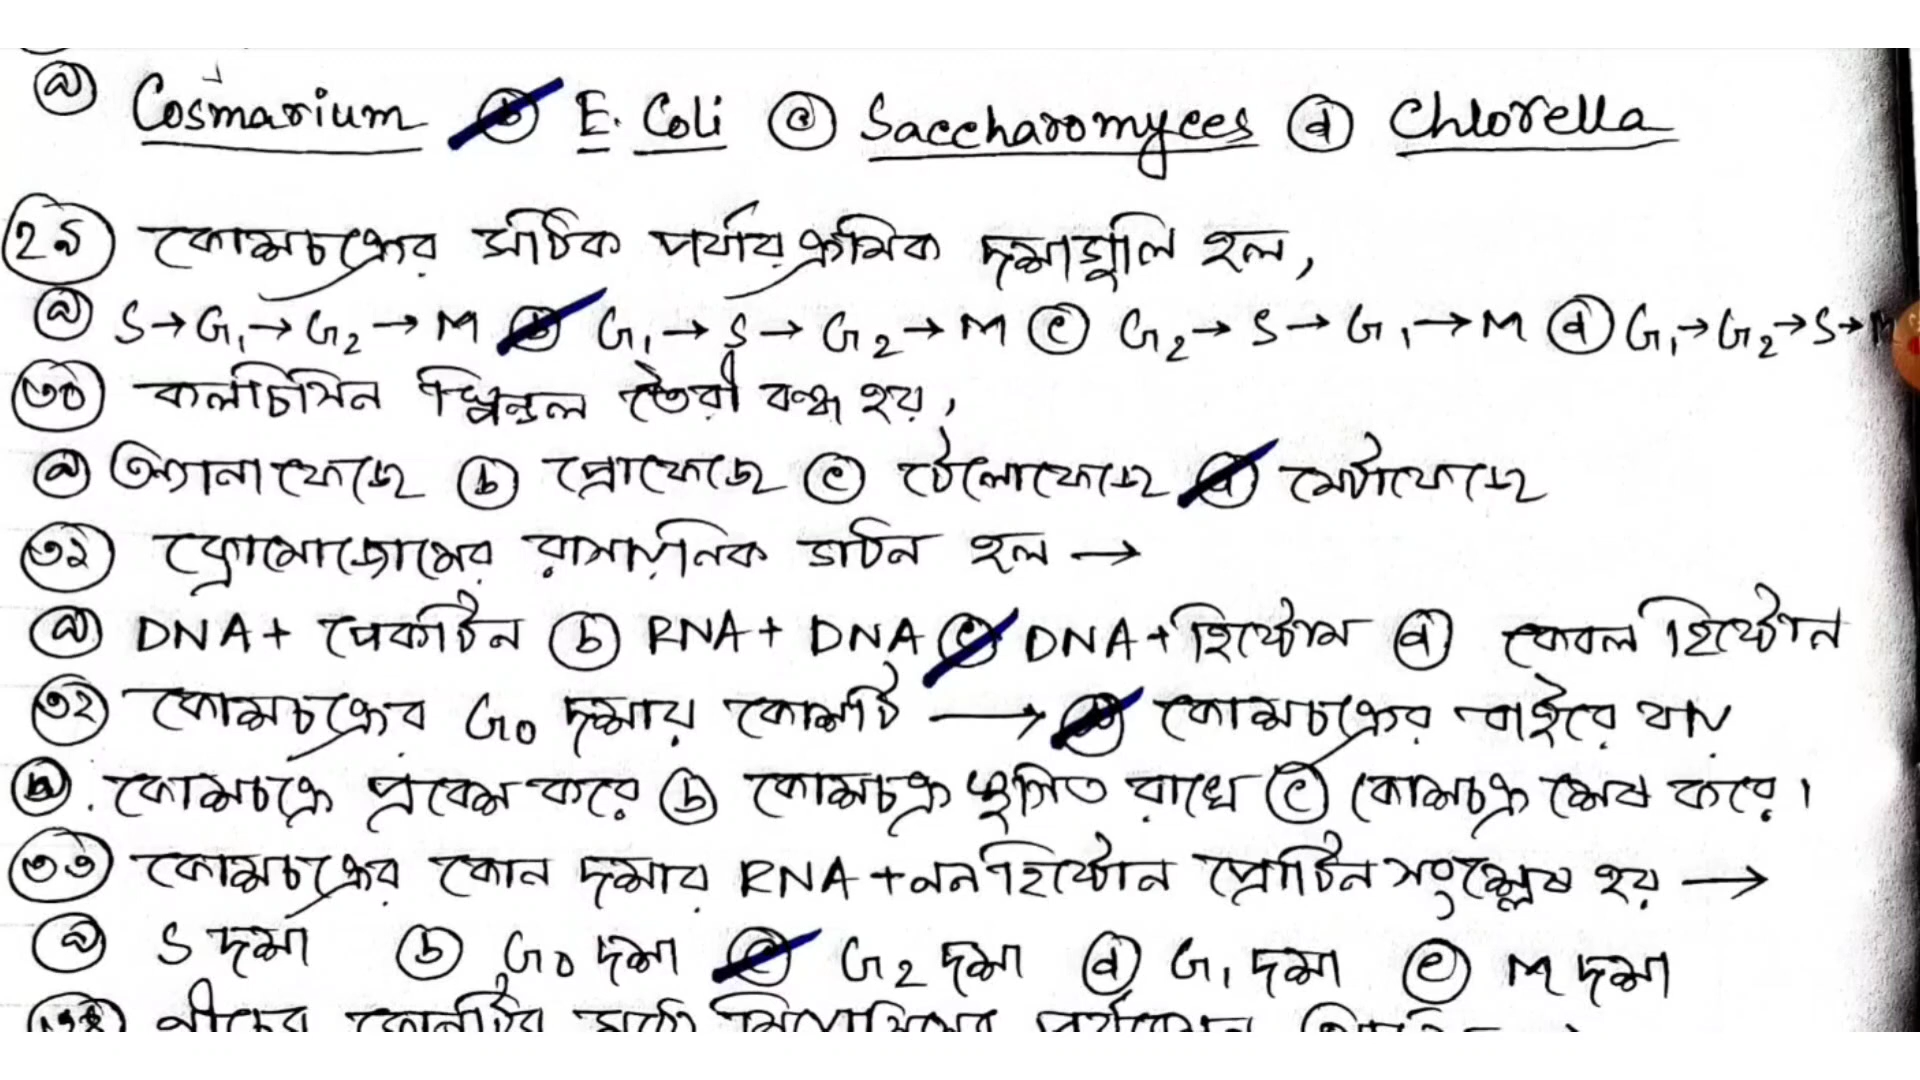 ⓐ Cosmarium ⓑ E. Coli ⓒ Saccharomyces ⓓ Chlorella
২৯ কোষচক্রের সঠিক পর্যায়ক্রমিক দশাগুলি হল,
ⓐ S→G₁→G₂→M ⓑ G₁→S→G₂→M ⓒ G₂→S→G₁→M ⓓ G₁→G₂→S→M
৩০ কলচিসিন স্পিন্ডল তৈরী বন্ধ হয়,
ⓐ অ্যানাফেজে ⓑ প্রোফেজে ⓒ টেলোফেজে ⓓ মেটাফেজে
৩১ ক্রোমোজোমের রাসায়নিক গঠন হল →
ⓐ DNA + পেকটিন ⓑ RNA + DNA ⓒ DNA + হিস্টোন ⓓ কেবল হিস্টোন
৩২ কোষচক্রের G₀ দশায় কোশটি → ⓐ কোষচক্রের বাইরে যায়
ⓐ. কোষচক্রে প্রবেশ করে ⓑ কোষচক্র স্থগিত রাখে ⓒ কোষচক্র শেষ করে।
৩৩ কোষচক্রের কোন দশায় RNA + নন হিস্টোন প্রোটিন সংশ্লেষ হয় →
ⓐ S দশা ⓑ G₀ দশা ⓒ G₂ দশা ⓓ G₁ দশা ⓔ M দশা